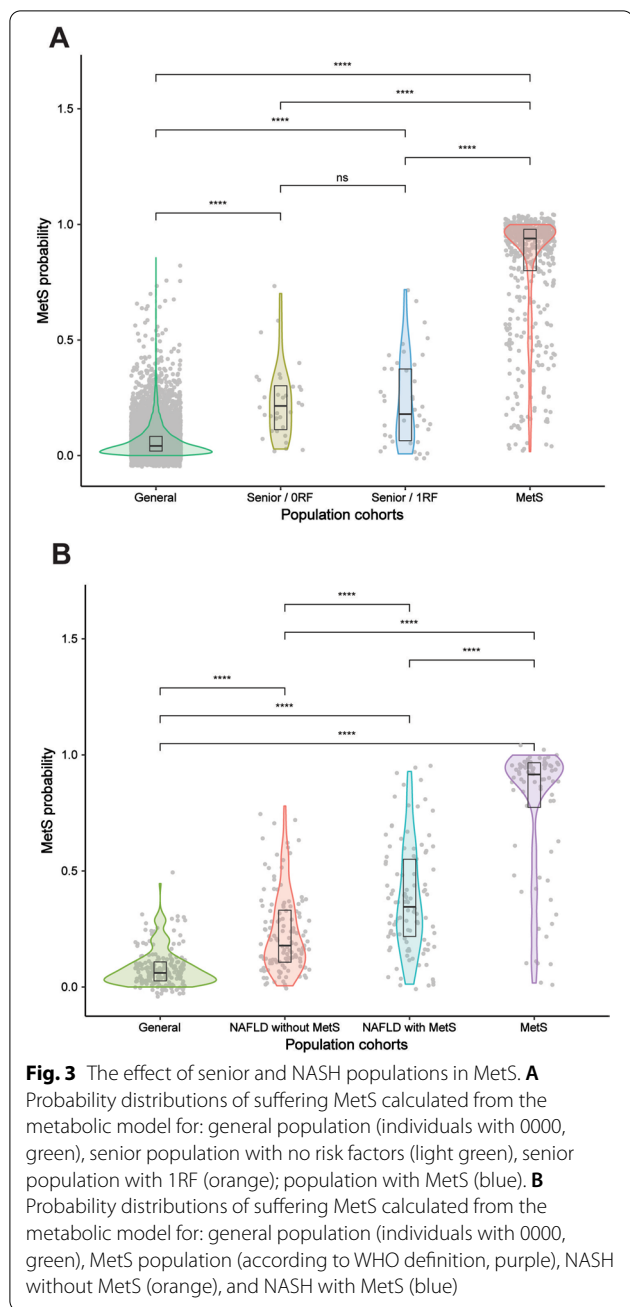 A
****
****
****
****
ns
****
1.5
1.0
0.5
0.0
MetS probability
General
Senior / 0RF
Senior / 1RF
MetS
Population cohorts
B
****
****
****
****
****
****
1.5
1.0
0.5
0.0
MetS probability
General
NAFLD without MetS
NAFLD with MetS
MetS
Population cohorts
Fig. 3 The effect of senior and NASH populations in MetS. A
Probability distributions of suffering MetS calculated from the
metabolic model for: general population (individuals with 0000,
green), senior population with no risk factors (light green), senior
population with 1RF (orange); population with MetS (blue). B
Probability distributions of suffering MetS calculated from the
metabolic model for: general population (individuals with 0000,
green), MetS population (according to WHO definition, purple), NASH
without MetS (orange), and NASH with MetS (blue)